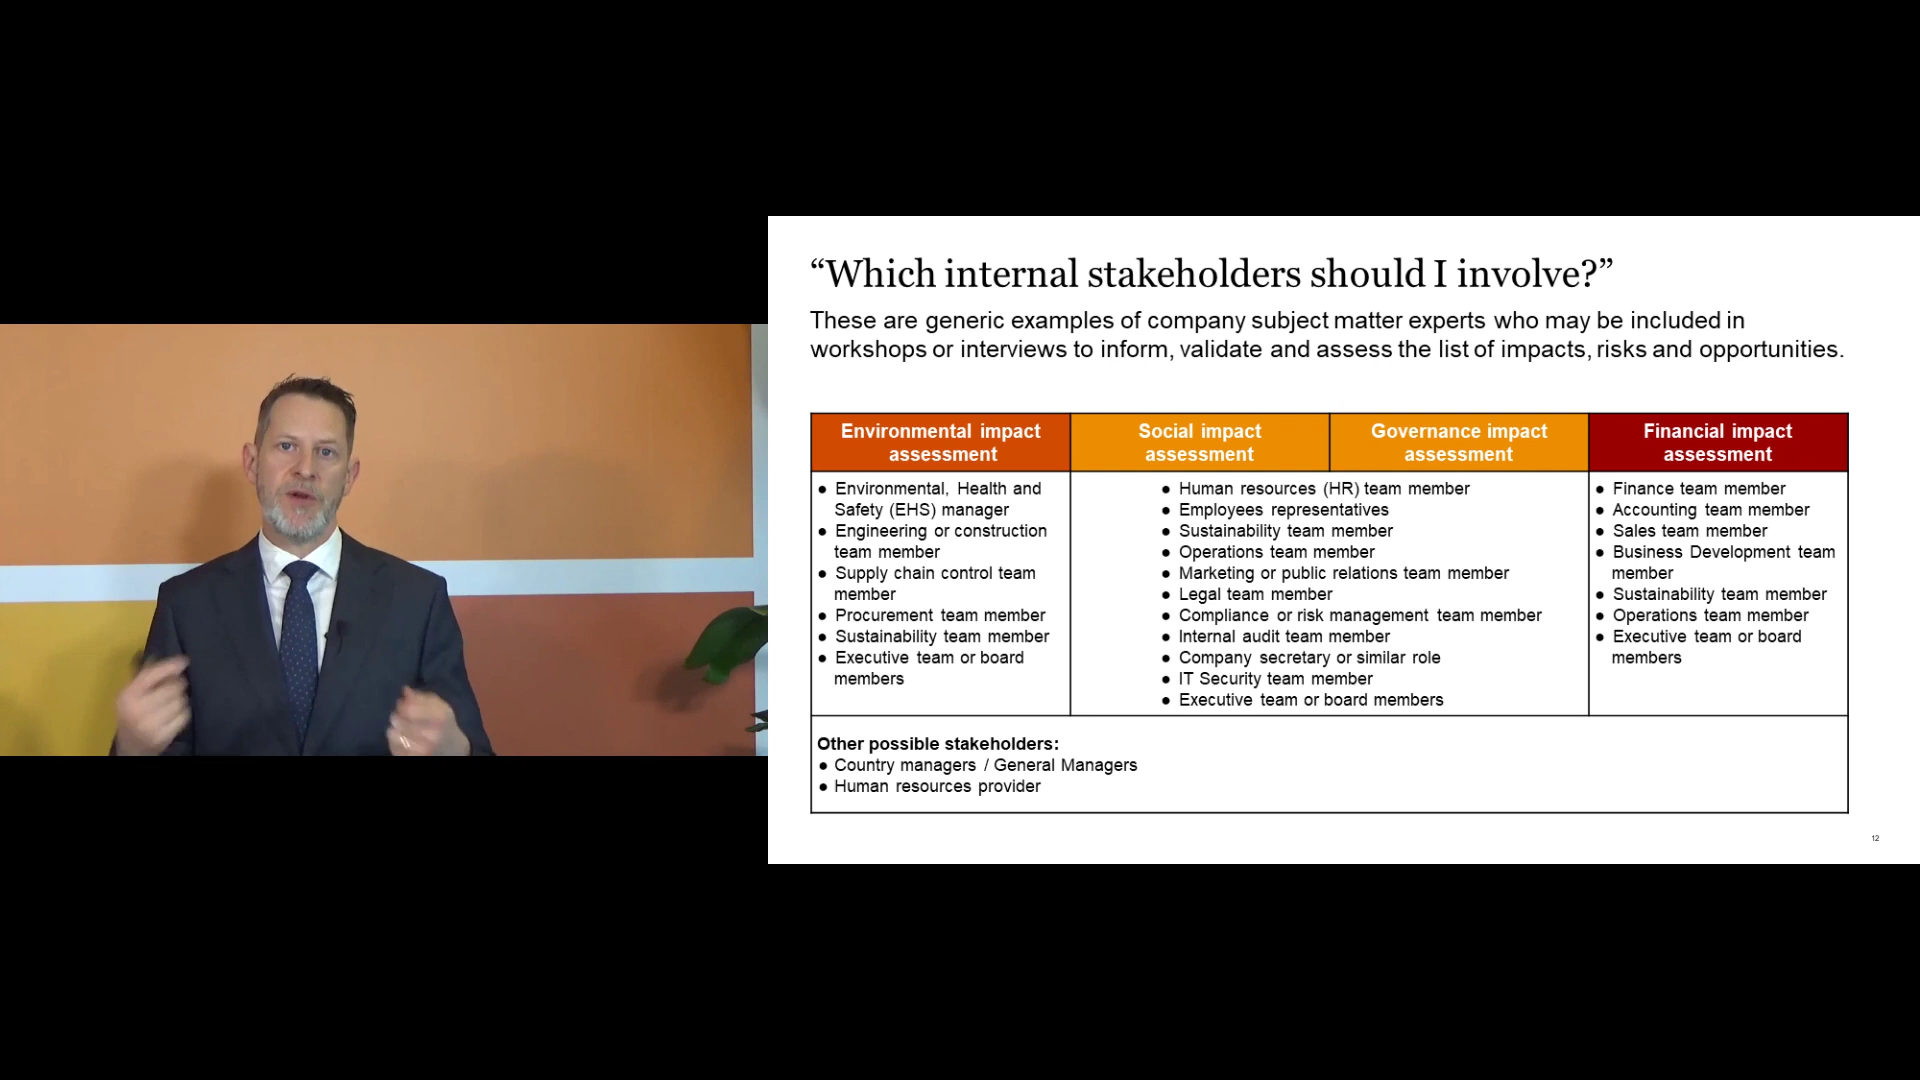 “Which internal stakeholders should I involve?”
These are generic examples of company subject matter experts who may be included in
workshops or interviews to inform, validate and assess the list of impacts, risks and opportunities.
Environmental impact
assessment
Social impact
assessment
Governance impact
assessment
Financial impact
assessment
● Environmental, Health and
Safety (EHS) manager
● Engineering or construction
team member
● Supply chain control team
member
● Procurement team member
● Sustainability team member
● Executive team or board
members
● Human resources (HR) team member
● Employees representatives
● Sustainability team member
● Operations team member
● Marketing or public relations team member
● Legal team member
● Compliance or risk management team member
● Internal audit team member
● Company secretary or similar role
● IT Security team member
● Executive team or board members
● Finance team member
● Accounting team member
● Sales team member
● Business Development team
member
● Sustainability team member
● Operations team member
● Executive team or board
members
Other possible stakeholders:
● Country managers / General Managers
● Human resources provider
12